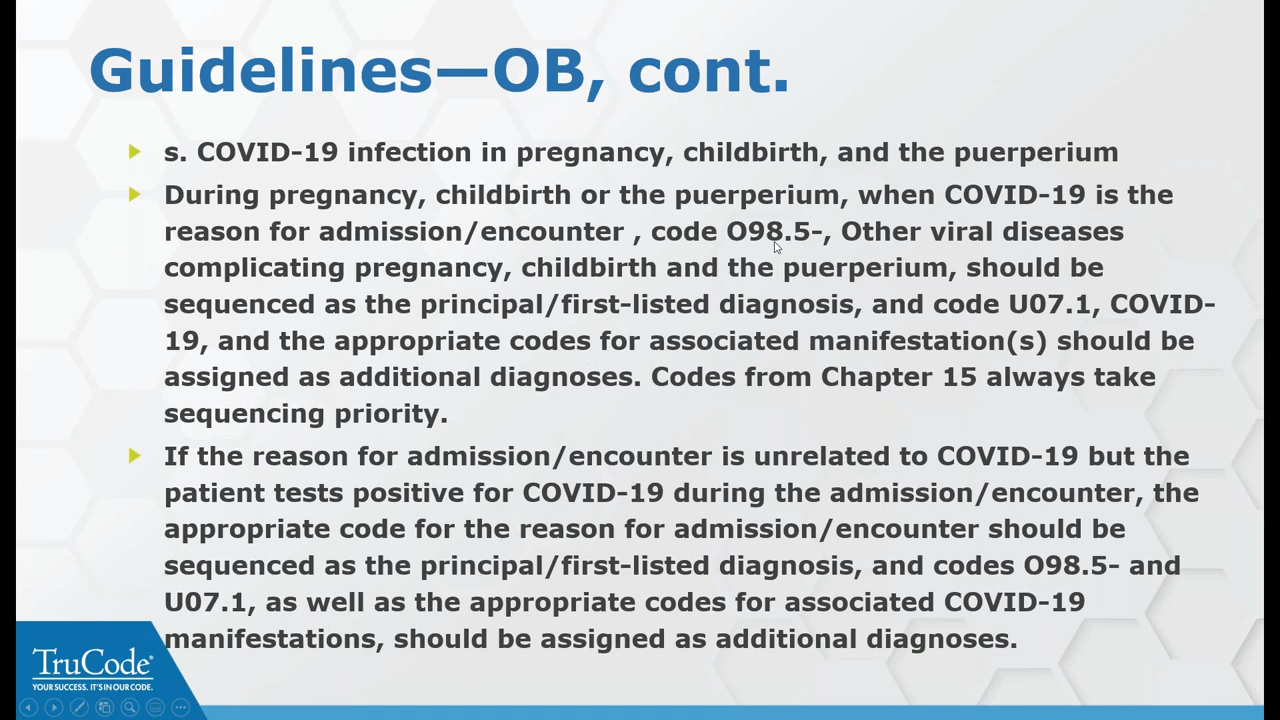 Guidelines—OB, cont.
s. COVID-19 infection in pregnancy, childbirth, and the puerperium
During pregnancy, childbirth or the puerperium, when COVID-19 is the
reason for admission/encounter , code O98.5-, Other viral diseases
complicating pregnancy, childbirth and the puerperium, should be
sequenced as the principal/first-listed diagnosis, and code U07.1, COVID-
19, and the appropriate codes for associated manifestation(s) should be
assigned as additional diagnoses. Codes from Chapter 15 always take
sequencing priority.
If the reason for admission/encounter is unrelated to COVID-19 but the
patient tests positive for COVID-19 during the admission/encounter, the
appropriate code for the reason for admission/encounter should be
sequenced as the principal/first-listed diagnosis, and codes O98.5- and
U07.1, as well as the appropriate codes for associated COVID-19
manifestations, should be assigned as additional diagnoses.
TruCode®
YOUR SUCCESS. IT'S IN OUR CODE.